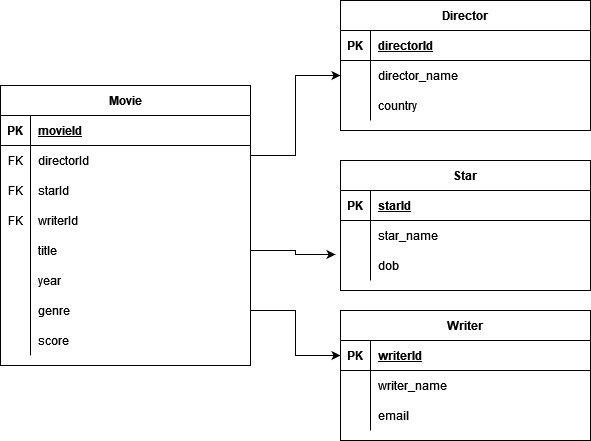 Movie
PK movieId
FK directorId
FK starId
FK writerId
title
year
genre
score
Director
PK directorId
director_name
country
Star
PK starId
star_name
dob
Writer
PK writerId
writer_name
email